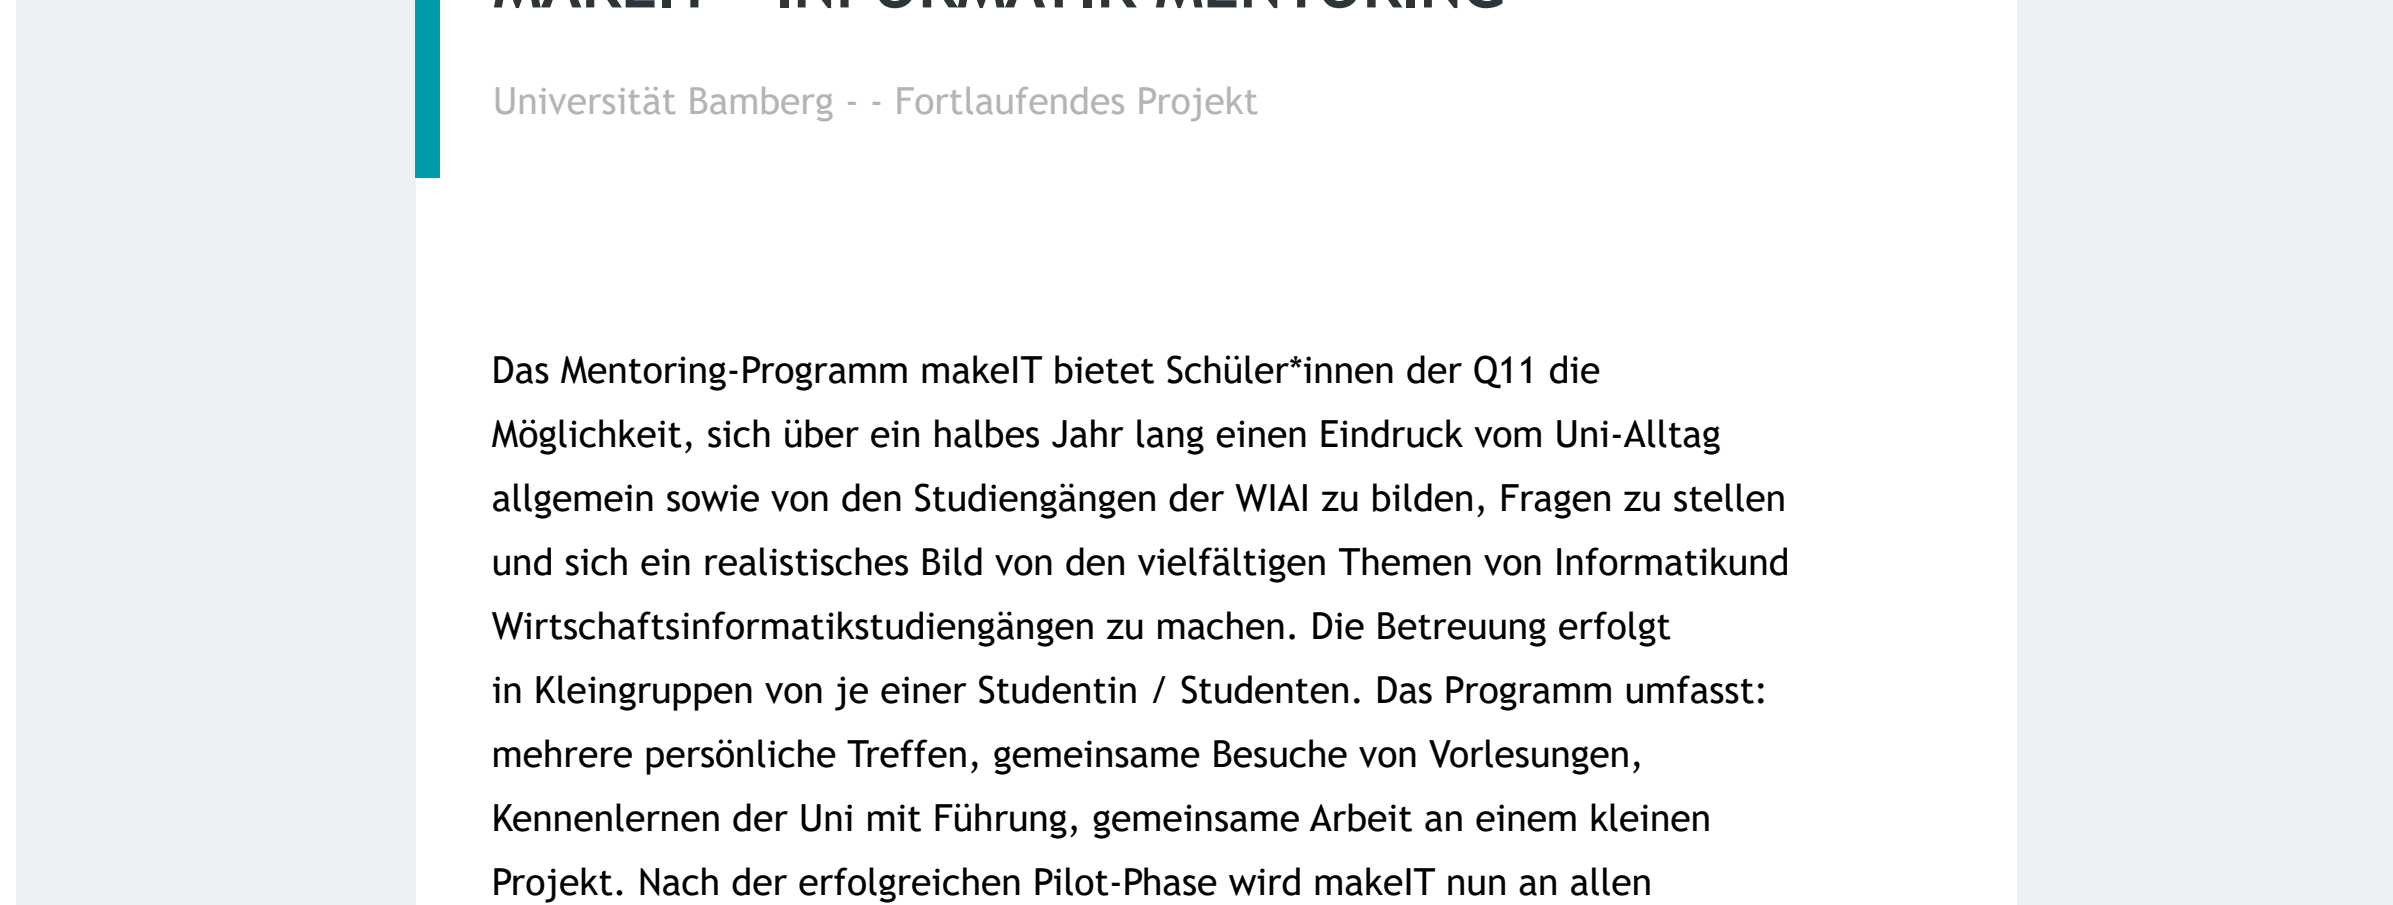 MAKEIT – INFORMATIK-MENTORING
Universität Bamberg - - Fortlaufendes Projekt
Das Mentoring-Programm makeIT bietet Schüler*innen der Q11 die
Möglichkeit, sich über ein halbes Jahr lang einen Eindruck vom Uni-Alltag
allgemein sowie von den Studiengängen der WIAI zu bilden, Fragen zu stellen
und sich ein realistisches Bild von den vielfältigen Themen von Informatikund
Wirtschaftsinformatikstudiengängen zu machen. Die Betreuung erfolgt
in Kleingruppen von je einer Studentin / Studenten. Das Programm umfasst:
mehrere persönliche Treffen, gemeinsame Besuche von Vorlesungen,
Kennenlernen der Uni mit Führung, gemeinsame Arbeit an einem kleinen
Projekt. Nach der erfolgreichen Pilot-Phase wird makeIT nun an allen